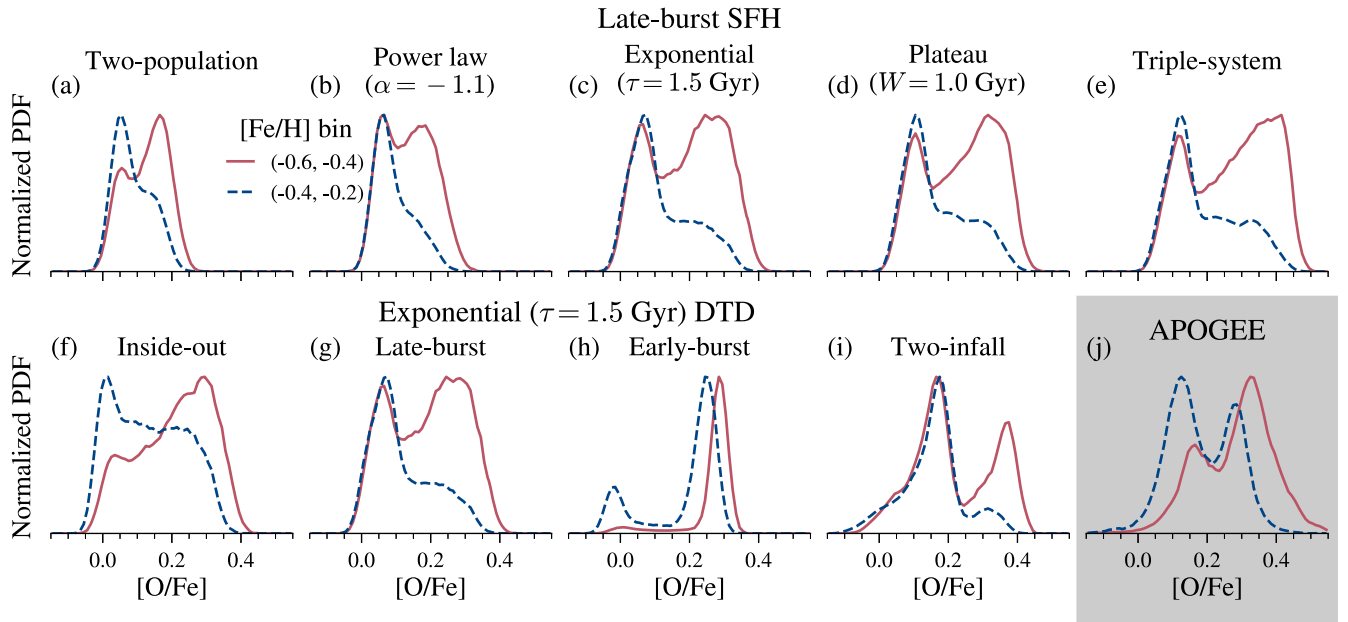 Late-burst SFH
(a) Two-population
(b) Power law
(α = −1.1)
(c) Exponential
(τ = 1.5 Gyr)
(d) Plateau
(W = 1.0 Gyr)
(e) Triple-system
Normalized PDF
[Fe/H] bin
(-0.6, -0.4)
(-0.4, -0.2)
Exponential (τ = 1.5 Gyr) DTD
(f) Inside-out
(g) Late-burst
(h) Early-burst
(i) Two-infall
(j) APOGEE
Normalized PDF
0.0 0.2 0.4
0.0 0.2 0.4
0.0 0.2 0.4
0.0 0.2 0.4
0.0 0.2 0.4
[O/Fe]
[O/Fe]
[O/Fe]
[O/Fe]
[O/Fe]